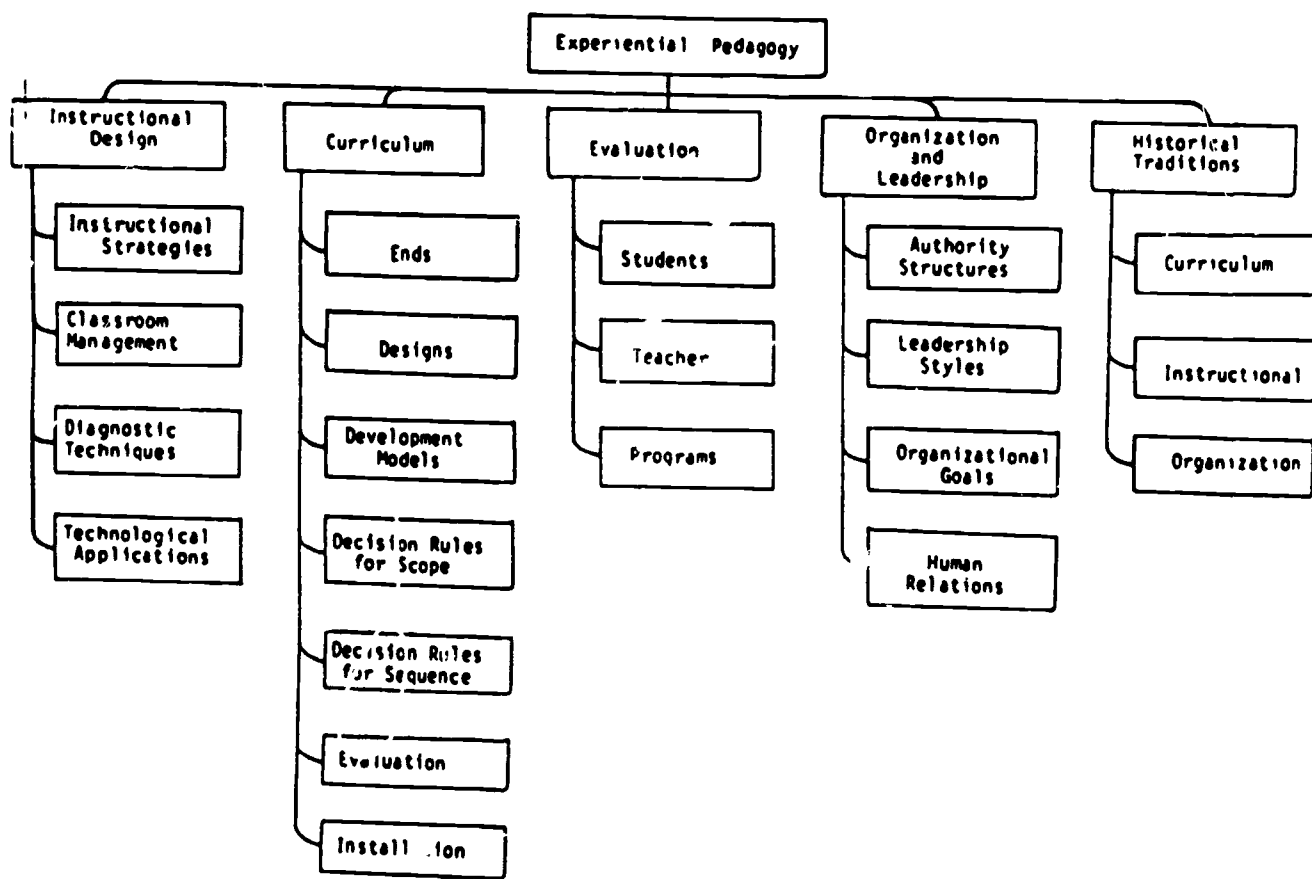 Experiential Pedagogy
Instructional
Design
Instructional
Strategies
Classroom
Management
Diagnostic
Techniques
Technological
Applications
Curriculum
Ends
Designs
Development
Models
Decision Rules
for Scope
Decision Rules
for Sequence
Evaluation
Installation
Evaluation
Students
Teacher
Programs
Organization
and
Leadership
Authority
Structures
Leadership
Styles
Organizational
Goals
Human
Relations
Historical
Traditions
Curriculum
Instructional
Organization